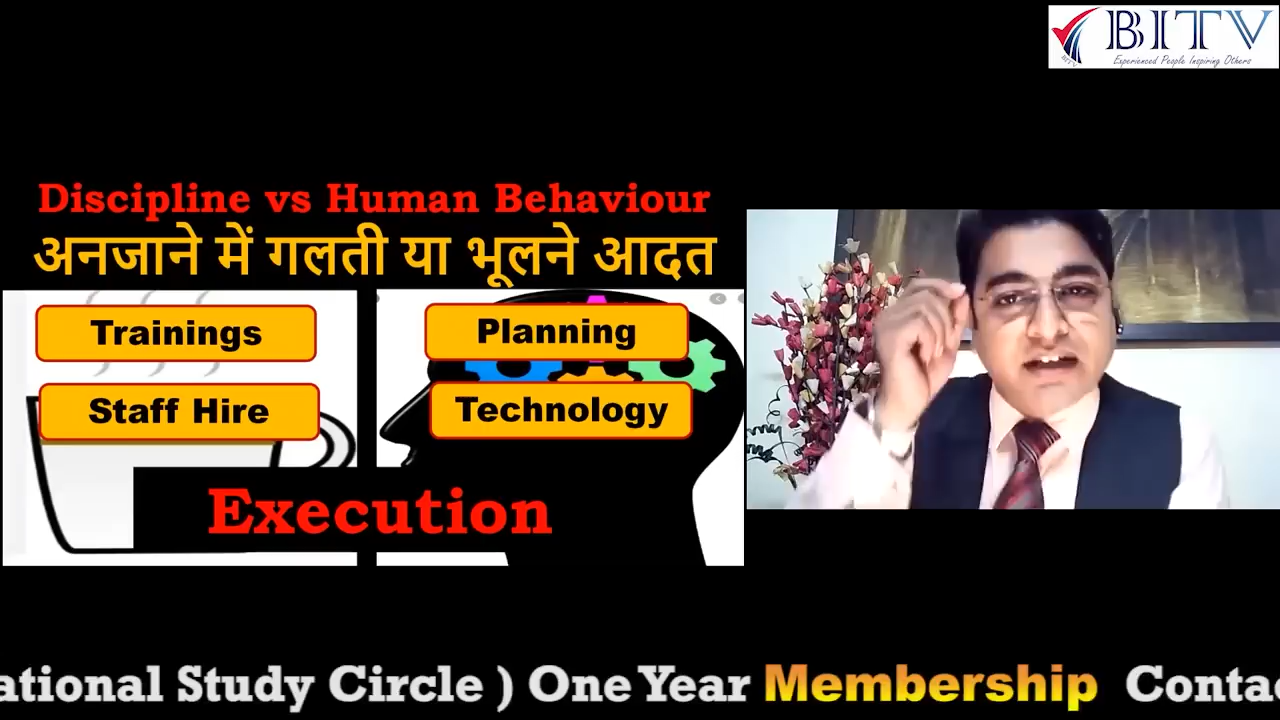 BITV
Experienced People Inspiring Others
Discipline vs Human Behaviour
अनजाने में गलती या भूलने आदत
Trainings
Planning
Staff Hire
Technology
Execution
ational Study Circle ) One Year Membership Contac